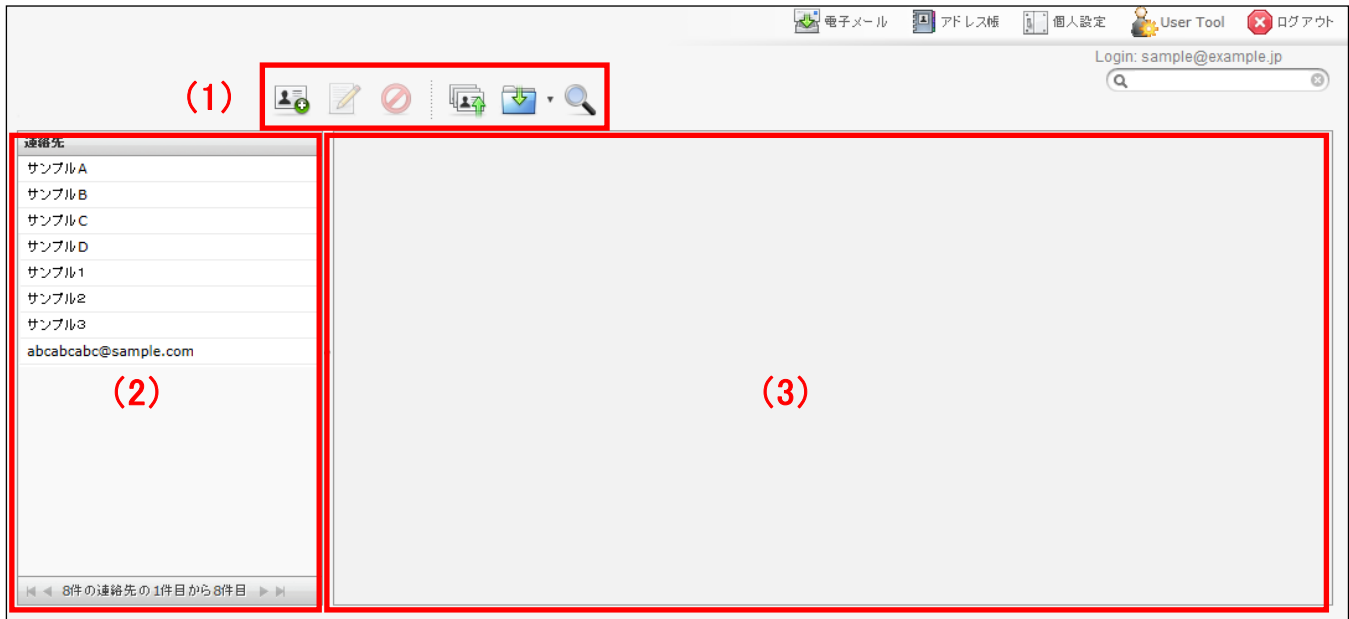 電子メール アドレス帳 個人設定 User Tool ログアウト
Login: sample@example.jp
(1)
連絡先
サンプルA
サンプルB
サンプルC
サンプルD
サンプル1
サンプル2
サンプル3
abcabcabc@sample.com
(2)
(3)
8件の連絡先の1件目から8件目